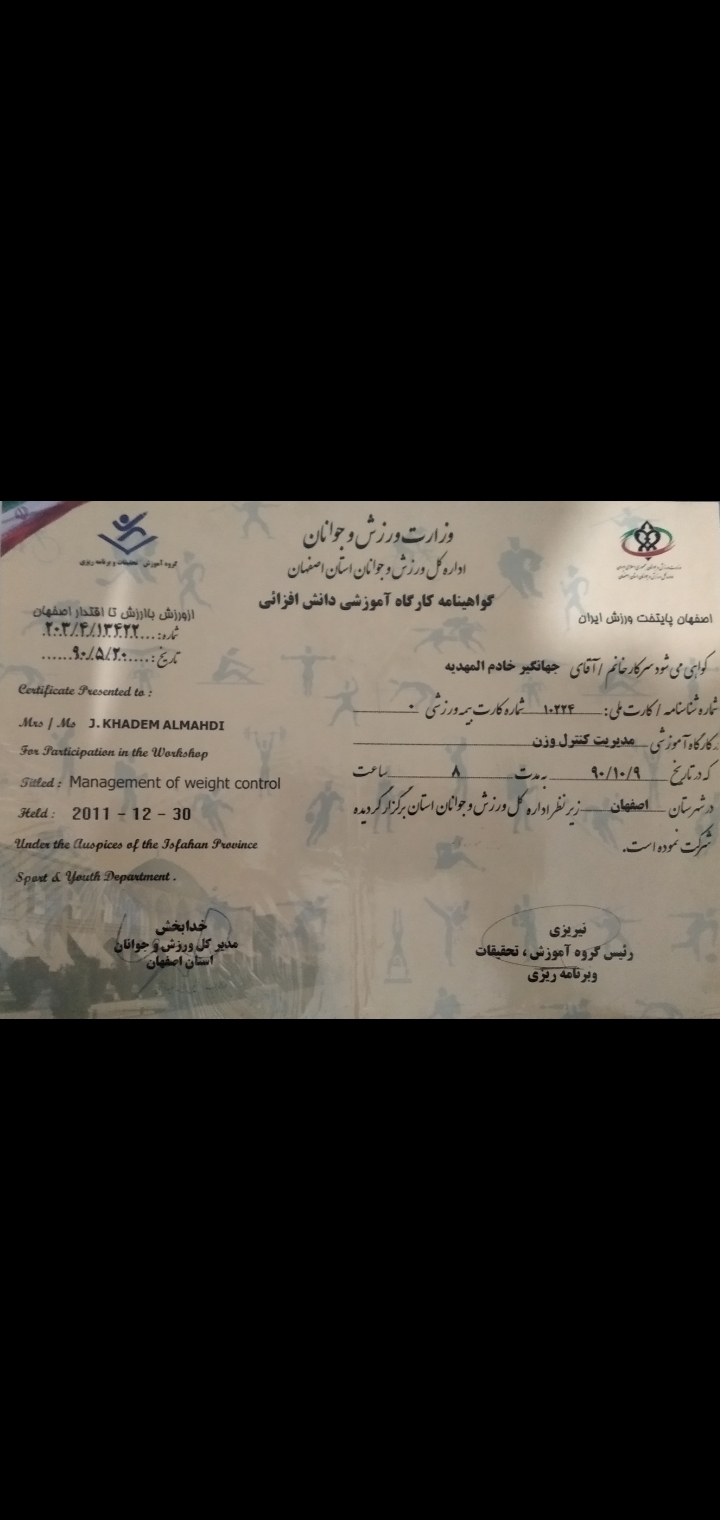 وزارت ورزش و جوانان
اداره کل ورزش و جوانان استان اصفهان
گواهینامه کارگاه آموزشی دانش افزائی
اصفهان پایتخت ورزش ایران
گواهی می شود سرکار خانم / آقای جهانگیر خادم المهدیه
شماره شناسنامه / کارت ملی: ۱۰۲۲۴ شماره کارت بیمه ورزشی ۰
کارگاه آموزشی مدیریت کنترل وزن
که در تاریخ ۹۰/۱۰/۹ به مدت ۸ ساعت
در شهرستان اصفهان زیر نظر اداره کل ورزش و جوانان استان برگزار گردیده
شرکت نموده است.
نیریزی
رئیس گروه آموزش ، تحقیقات
وبرنامه ریزی
گروه آموزش تحقیقات و برنامه ریزی
ازورزش باارزش تا اقتدار اصفهان
شماره: ...۲۰۳/۴/۱۳۴۲۲
تاریخ: ....۹۰/۵/۲۰......
Certificate Presented to :
Mrs / Ms J. KHADEM ALMAHDI
For Participation in the Workshop
Titled : Management of weight control
Held : 2011 - 12 - 30
Under the Auspices of the Isfahan Province
Sport & Youth Department .
خدابخش
مدیر کل ورزش و جوانان
استان اصفهان